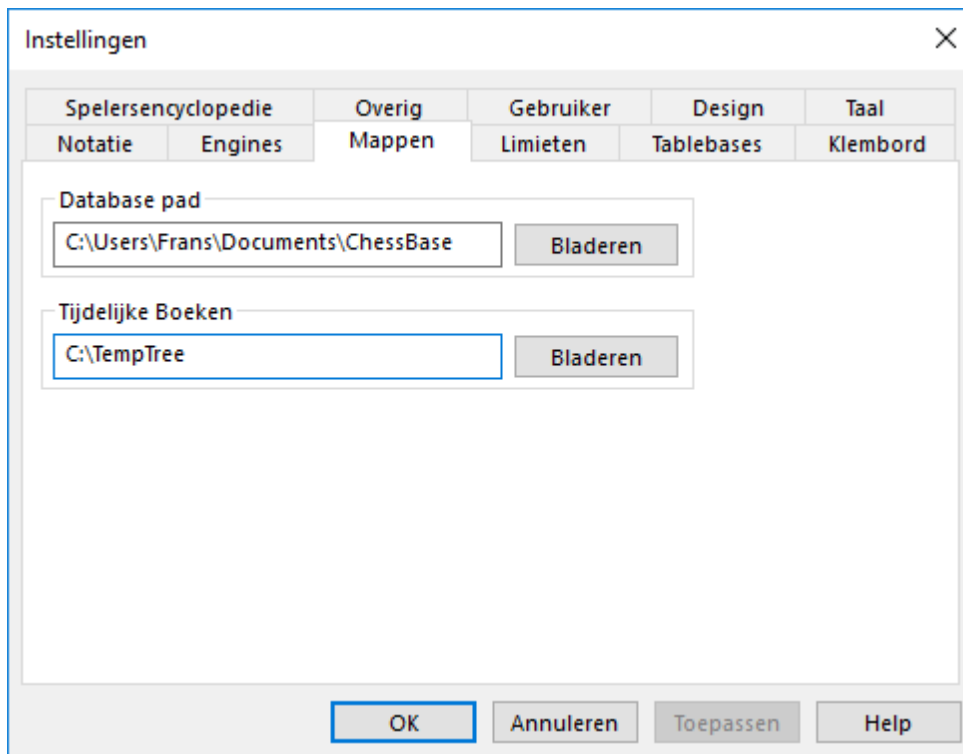 Instellingen
Spelersencyclopedie Overig Gebruiker Design Taal
Notatie Engines Mappen Limieten Tablebases Klembord
Database pad
C:\Users\Frans\Documents\ChessBase Bladeren
Tijdelijke Boeken
C:\TempTree Bladeren
OK Annuleren Toepassen Help